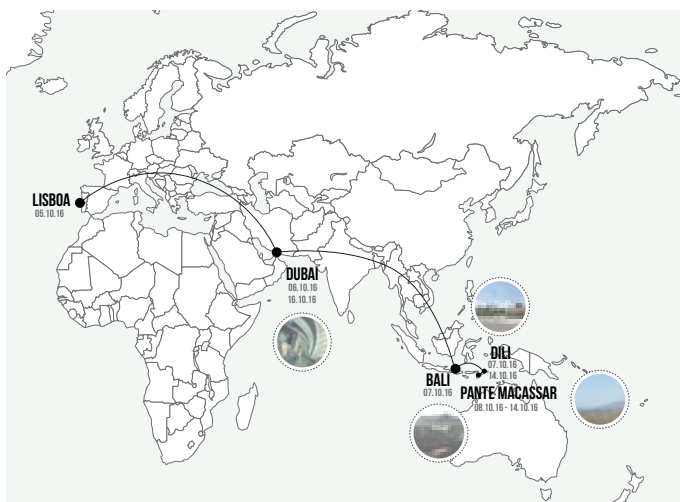 LISBOA
05.10.16
DUBAI
06.10.16
16.10.16
BALI
07.10.16
DILI
07.10.16
14.10.16
PANTE MACASSAR
08.10.16 - 14.10.16